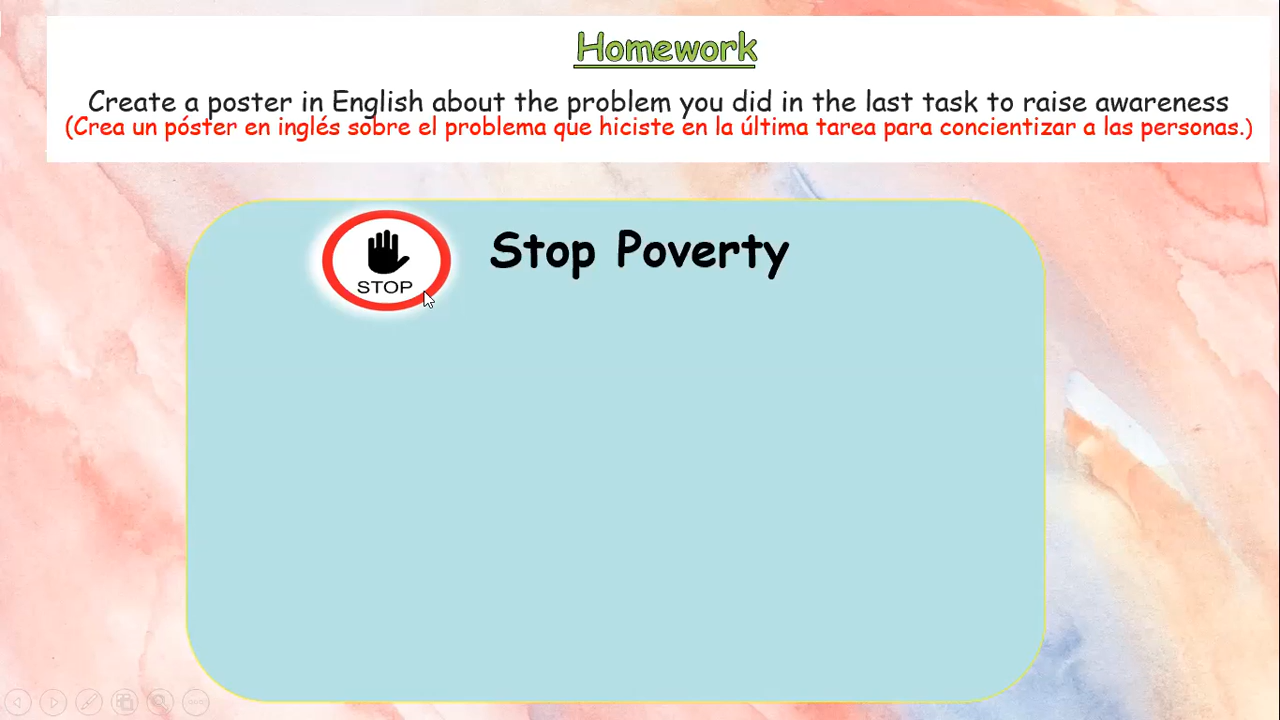 Homework
Create a poster in English about the problem you did in the last task to raise awareness
(Crea un póster en inglés sobre el problema que hiciste en la última tarea para concientizar a las personas.)
STOP
Stop Poverty